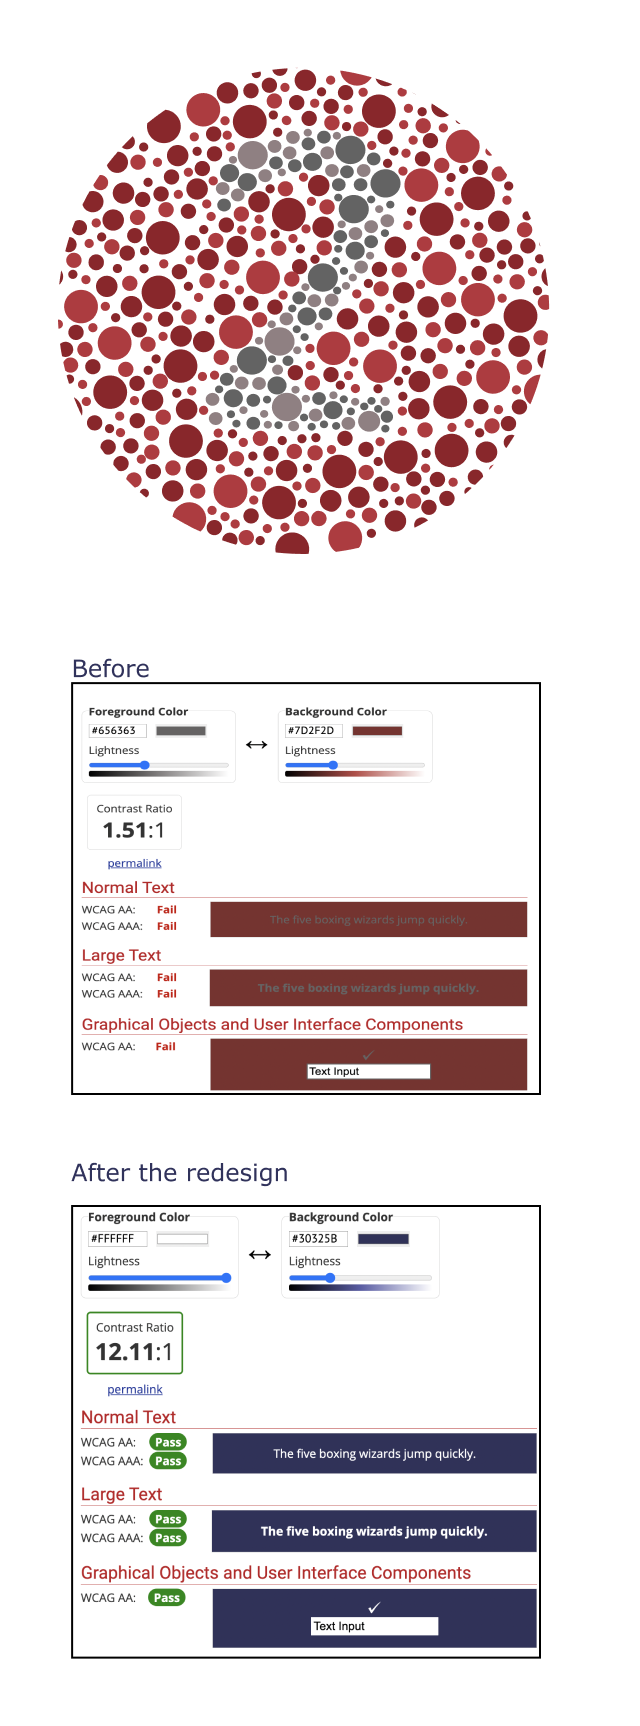 2
Before
Foreground Color
#656363
Lightness
Background Color
#7D2F2D
Lightness
Contrast Ratio
1.51:1
permalink
Normal Text
WCAG AA: Fail
WCAG AAA: Fail
The five boxing wizards jump quickly.
Large Text
WCAG AA: Fail
WCAG AAA: Fail
The five boxing wizards jump quickly.
Graphical Objects and User Interface Components
WCAG AA: Fail
✓
Text Input
After the redesign
Foreground Color
#FFFFFF
Lightness
Background Color
#30325B
Lightness
Contrast Ratio
12.11:1
permalink
Normal Text
WCAG AA: Pass
WCAG AAA: Pass
The five boxing wizards jump quickly.
Large Text
WCAG AA: Pass
WCAG AAA: Pass
The five boxing wizards jump quickly.
Graphical Objects and User Interface Components
WCAG AA: Pass
✓
Text Input